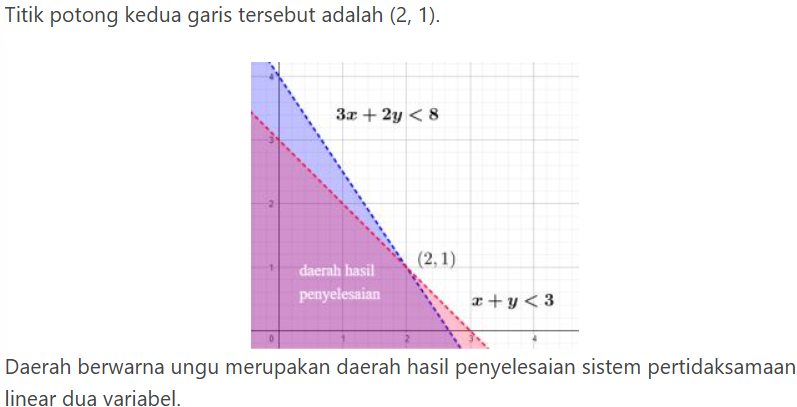 Titik potong kedua garis tersebut adalah (2, 1).
4
3x + 2y < 8
3
2
(2, 1)
1
daerah hasil
penyelesaian
x + y < 3
0 1 2 3 4
Daerah berwarna ungu merupakan daerah hasil penyelesaian sistem pertidaksamaan
linear dua variabel.